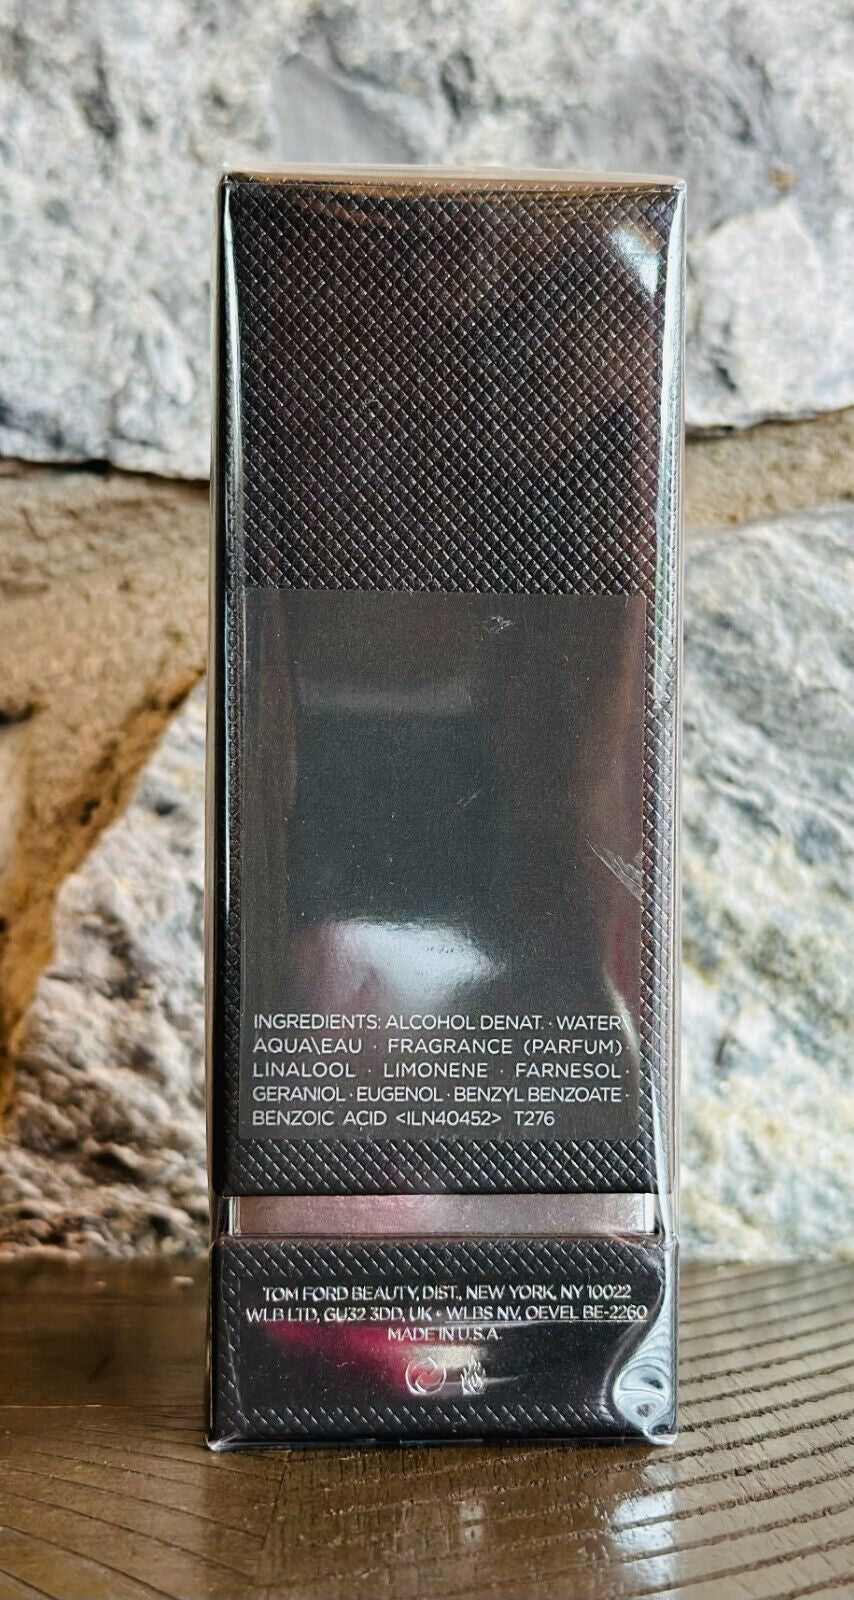 INGREDIENTS: ALCOHOL DENAT. · WATER
AQUA\EAU · FRAGRANCE (PARFUM) ·
LINALOOL · LIMONENE · FARNESOL ·
GERANIOL · EUGENOL · BENZYL BENZOATE ·
BENZOIC ACID <ILN40452> T276
TOM FORD BEAUTY, DIST., NEW YORK, NY 10022
WLB LTD, GU32 3DD, UK • WLBS NV, OEVEL BE-2260
MADE IN U.S.A.